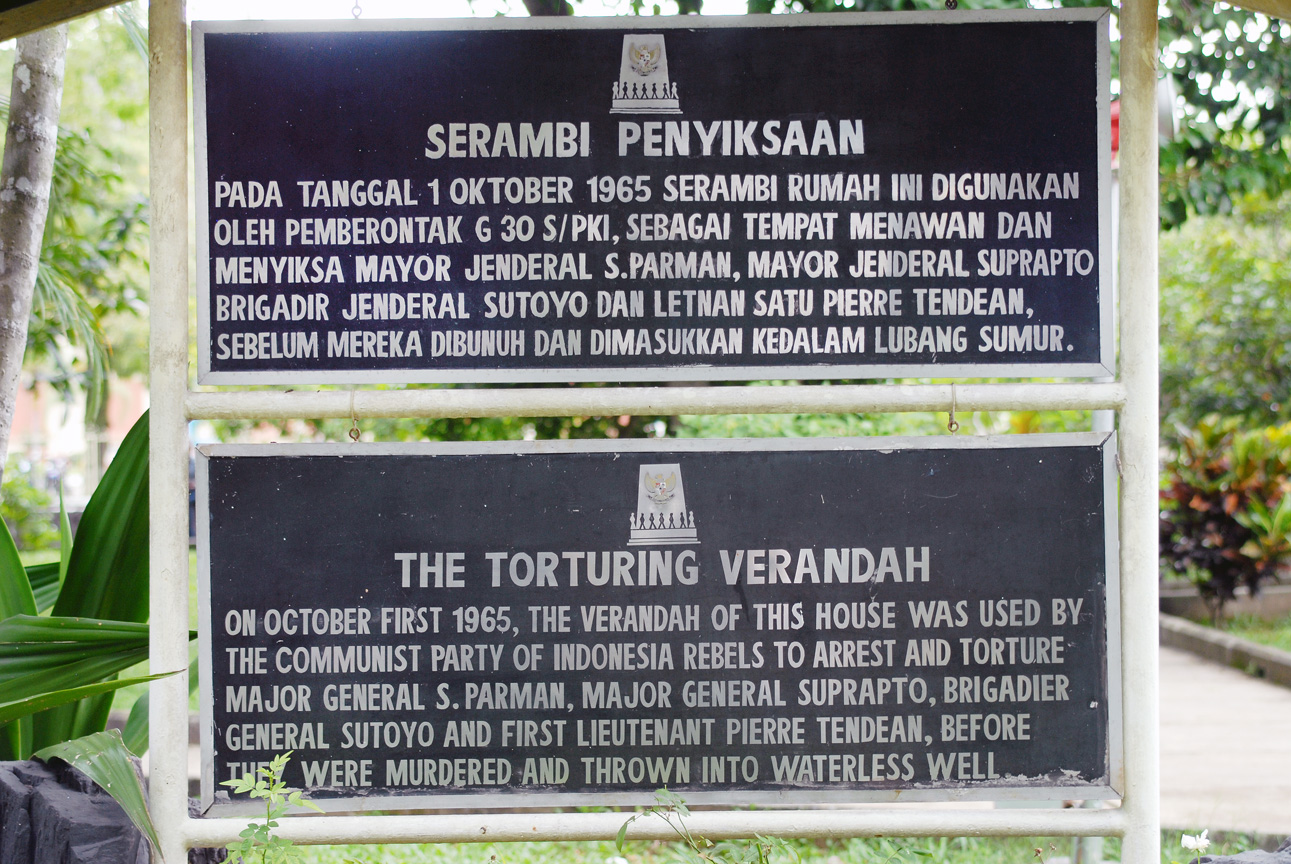 SERAMBI PENYIKSAAN
PADA TANGGAL 1 OKTOBER 1965 SERAMBI RUMAH INI DIGUNAKAN
OLEH PEMBERONTAK G 30 S/PKI, SEBAGAI TEMPAT MENAWAN DAN
MENYIKSA MAYOR JENDERAL S.PARMAN, MAYOR JENDERAL SUPRAPTO
BRIGADIR JENDERAL SUTOYO DAN LETNAN SATU PIERRE TENDEAN,
SEBELUM MEREKA DIBUNUH DAN DIMASUKKAN KEDALAM LUBANG SUMUR.
THE TORTURING VERANDAH
ON OCTOBER FIRST 1965, THE VERANDAH OF THIS HOUSE WAS USED BY
THE COMMUNIST PARTY OF INDONESIA REBELS TO ARREST AND TORTURE
MAJOR GENERAL S.PARMAN, MAJOR GENERAL SUPRAPTO, BRIGADIER
GENERAL SUTOYO AND FIRST LIEUTENANT PIERRE TENDEAN, BEFORE
THEY WERE MURDERED AND THROWN INTO WATERLESS WELL